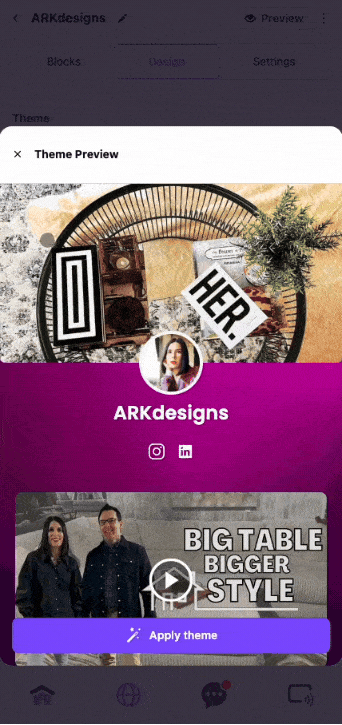 ARKdesigns
Preview
Blocks
Design
Settings
Theme
Theme Preview
HER.
ARKdesigns
BIG TABLE
BIGGER
STYLE
Apply theme